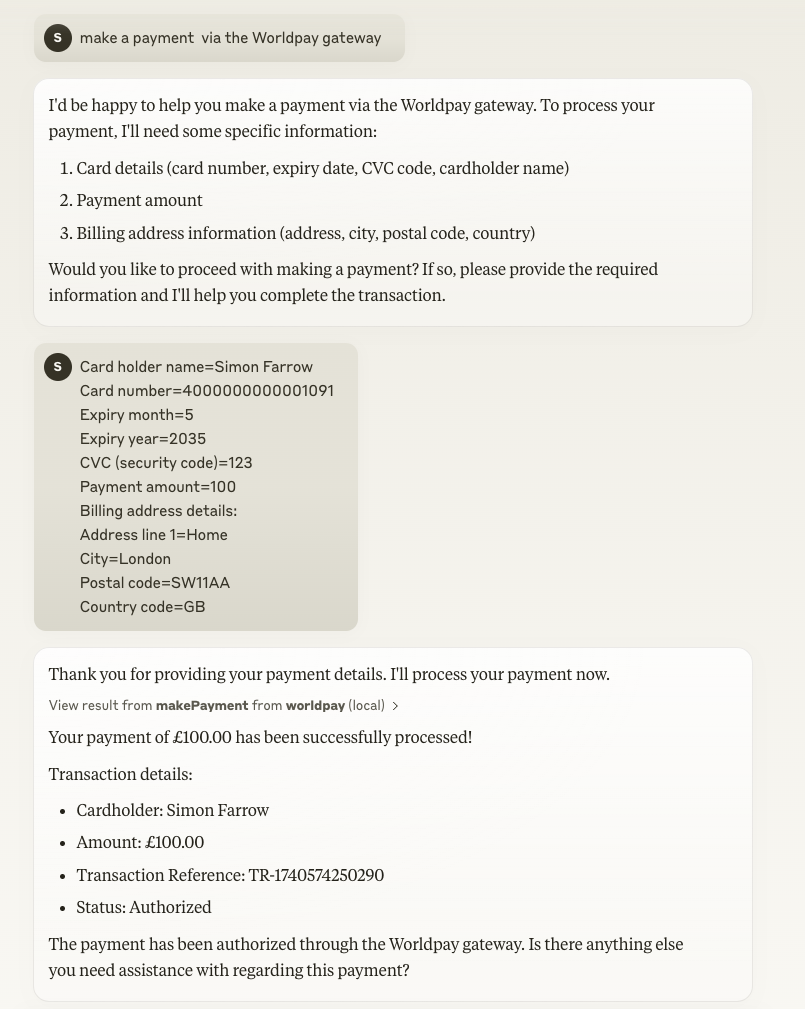 S
make a payment  via the Worldpay gateway
I'd be happy to help you make a payment via the Worldpay gateway. To process your
payment, I'll need some specific information:
1. Card details (card number, expiry date, CVC code, cardholder name)
2. Payment amount
3. Billing address information (address, city, postal code, country)
Would you like to proceed with making a payment? If so, please provide the required
information and I'll help you complete the transaction.
S
Card holder name=Simon Farrow
Card number=4000000000001091
Expiry month=5
Expiry year=2035
CVC (security code)=123
Payment amount=100
Billing address details:
Address line 1=Home
City=London
Postal code=SW11AA
Country code=GB
Thank you for providing your payment details. I'll process your payment now.
View result from makePayment from worldpay (local) >
Your payment of £100.00 has been successfully processed!
Transaction details:
• Cardholder: Simon Farrow
• Amount: £100.00
• Transaction Reference: TR-1740574250290
• Status: Authorized
The payment has been authorized through the Worldpay gateway. Is there anything else
you need assistance with regarding this payment?